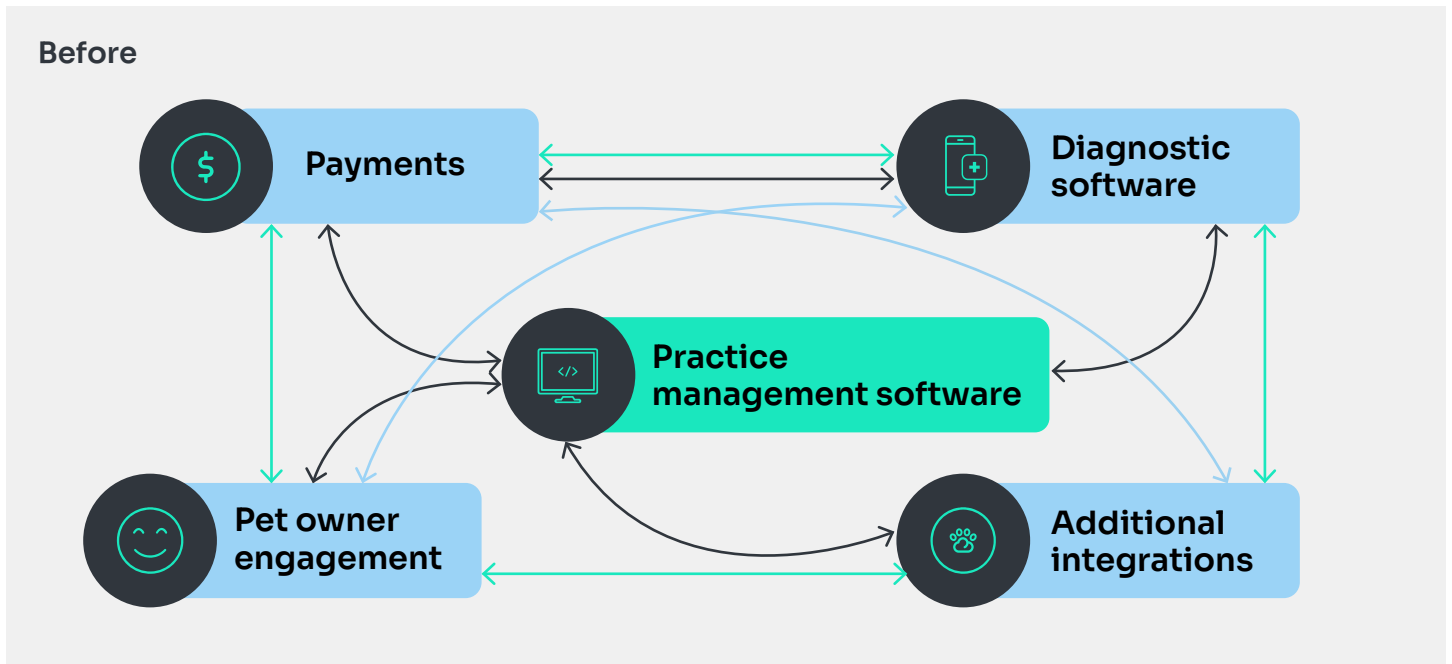 Before
Payments
$
Diagnostic
software
Practice
management software
</>
Pet owner
engagement
Additional
integrations